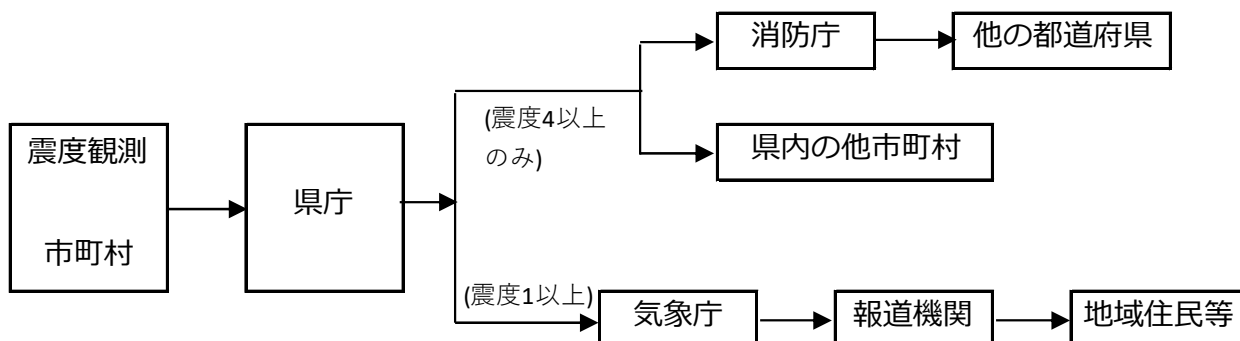 消防庁
他の都道府県
(震度4以上
のみ)
震度観測
市町村
県庁
県内の他市町村
(震度1以上)
気象庁
報道機関
地域住民等